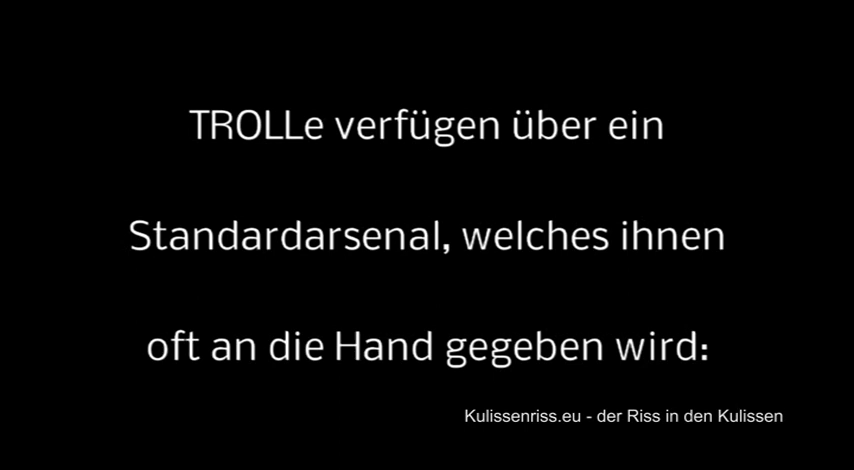 TROLLe verfügen über ein
Standardarsenal, welches ihnen
oft an die Hand gegeben wird:
Kulissenriss.eu - der Riss in den Kulissen